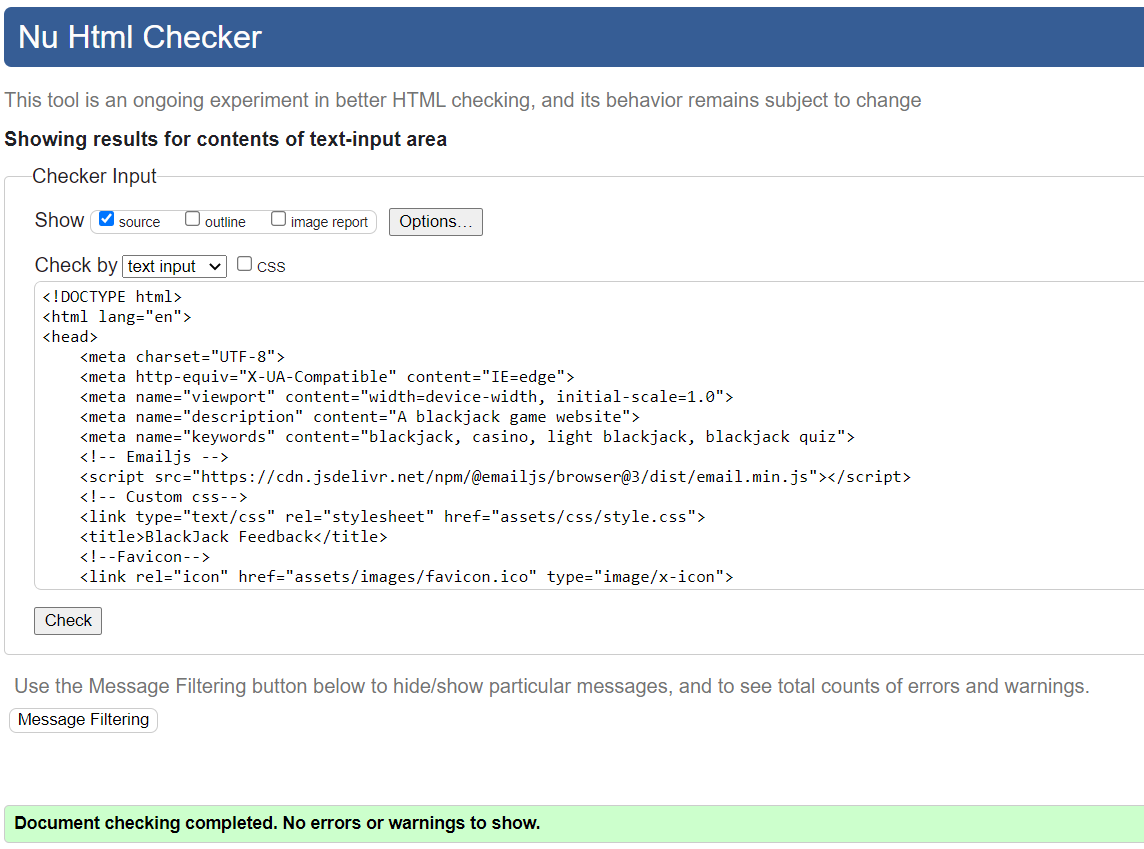 Nu Html Checker
This tool is an ongoing experiment in better HTML checking, and its behavior remains subject to change
Showing results for contents of text-input area
Checker Input
Show source outline image report Options...
Check by text input CSS
<!DOCTYPE html>
<html lang="en">
<head>
    <meta charset="UTF-8">
    <meta http-equiv="X-UA-Compatible" content="IE=edge">
    <meta name="viewport" content="width=device-width, initial-scale=1.0">
    <meta name="description" content="A blackjack game website">
    <meta name="keywords" content="blackjack, casino, light blackjack, blackjack quiz">
    <!-- Emailjs -->
    <script src="https://cdn.jsdelivr.net/npm/@emailjs/browser@3/dist/email.min.js"></script>
    <!-- Custom css-->
    <link type="text/css" rel="stylesheet" href="assets/css/style.css">
    <title>BlackJack Feedback</title>
    <!--Favicon-->
    <link rel="icon" href="assets/images/favicon.ico" type="image/x-icon">
Check
Use the Message Filtering button below to hide/show particular messages, and to see total counts of errors and warnings.
Message Filtering
Document checking completed. No errors or warnings to show.